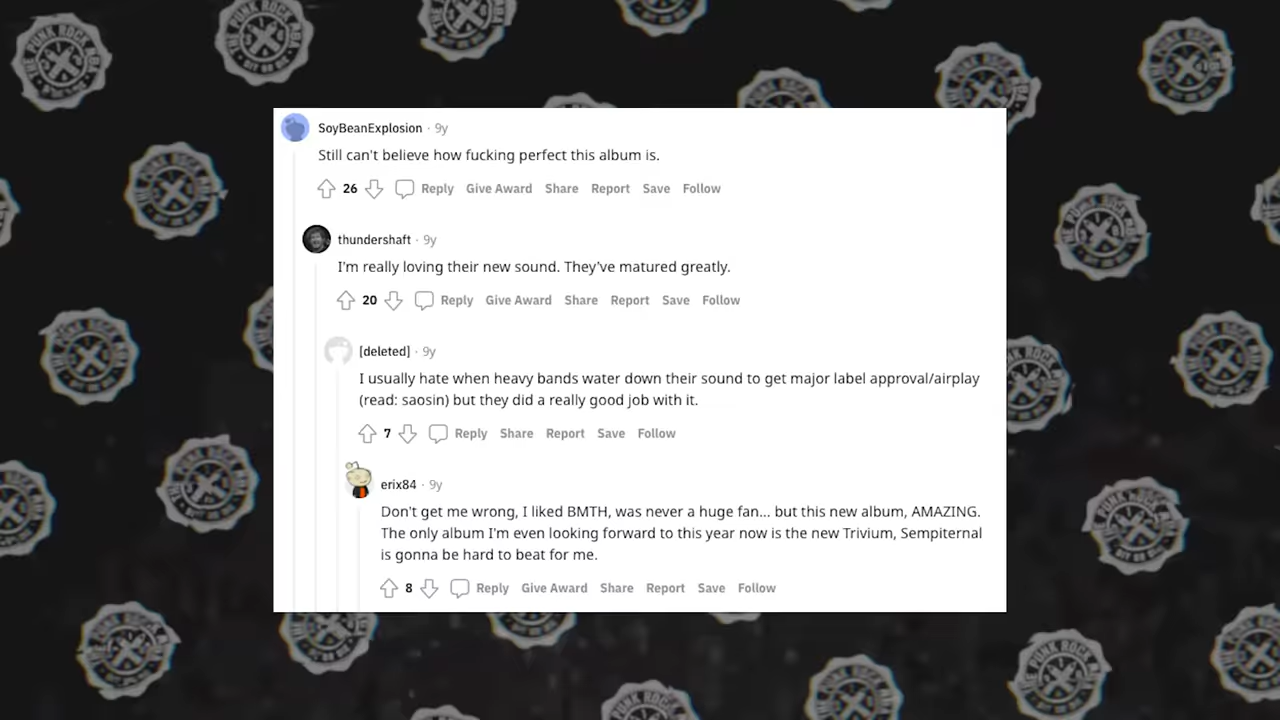 SoyBeanExplosion · 9y
Still can't believe how fucking perfect this album is.
26 Reply Give Award Share Report Save Follow
thundershaft · 9y
I'm really loving their new sound. They've matured greatly.
20 Reply Give Award Share Report Save Follow
[deleted] · 9y
I usually hate when heavy bands water down their sound to get major label approval/airplay
(read: saosin) but they did a really good job with it.
7 Reply Share Report Save Follow
erix84 · 9y
Don't get me wrong, I liked BMTH, was never a huge fan... but this new album, AMAZING.
The only album I'm even looking forward to this year now is the new Trivium, Sempiternal
is gonna be hard to beat for me.
8 Reply Give Award Share Report Save Follow
THE PUNK ROCK MBA